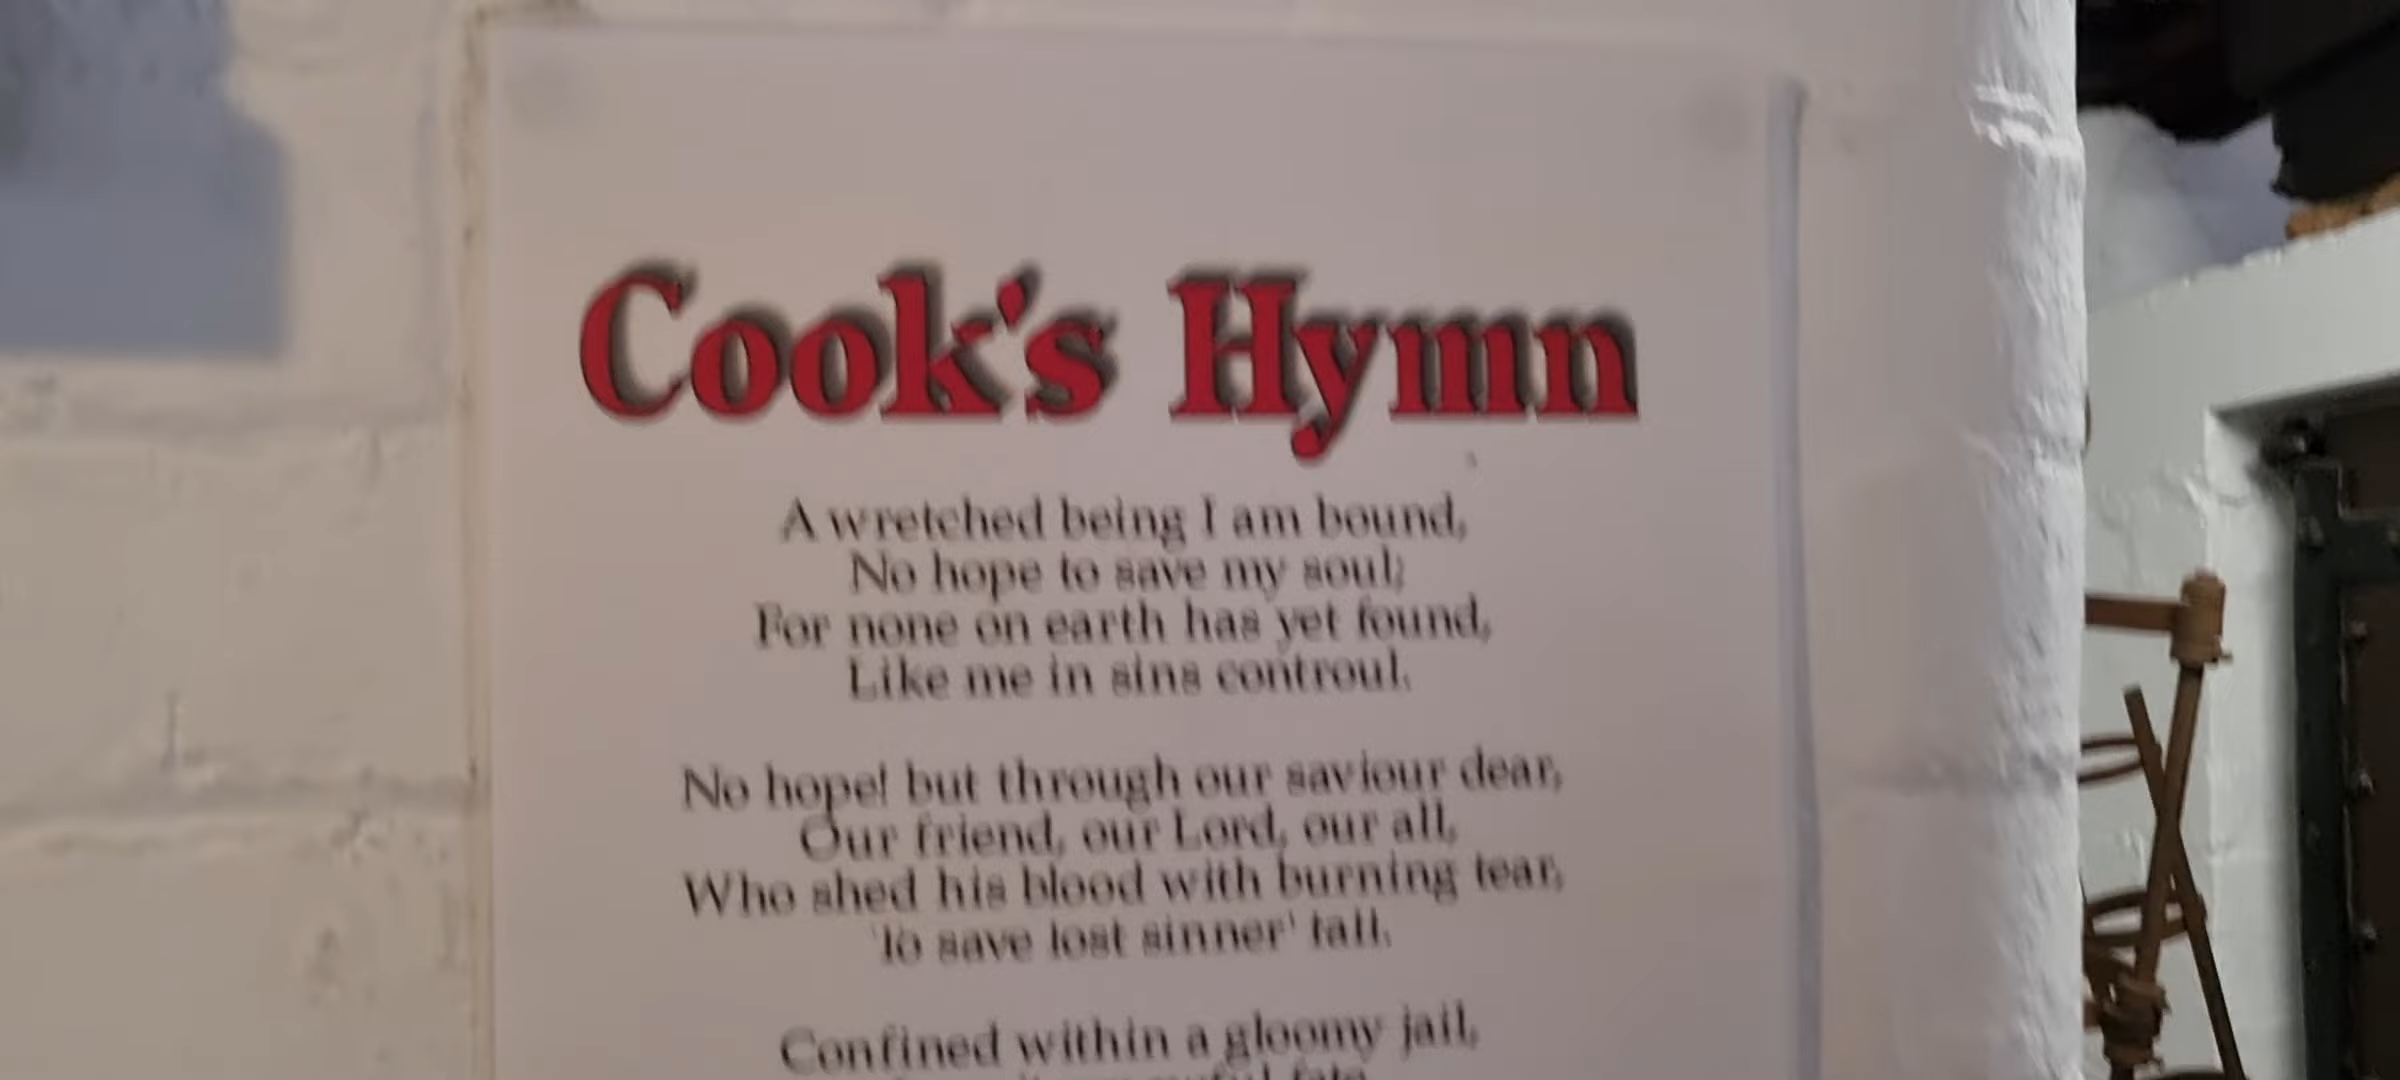 Cook's Hymn
A wretched being I am bound,
No hope to save my soul;
For none on earth has yet found,
Like me in sins controul.
No hope! but through our saviour dear,
Our friend, our Lord, our all,
Who shed his blood with burning tear,
To save lost sinner' fall.
Confined within a gloomy jail,
fate